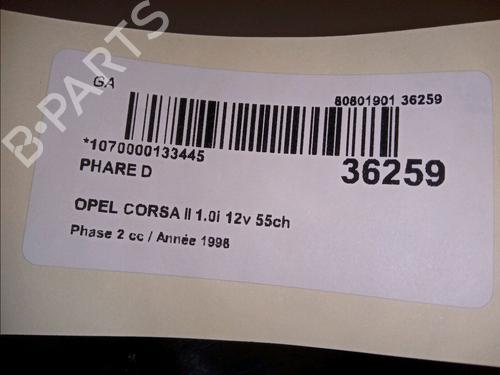 GA
80801901 36259
*1070000133445
36259
PHARE D
OPEL CORSA II 1.0i 12v 55ch
Phase 2 cc / Année 1998
B-PARTS